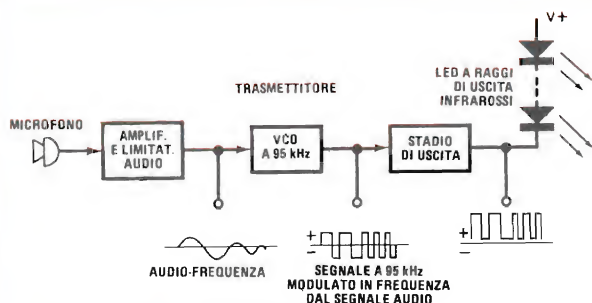 V+
LED A RAGGI
DI USCITA
INFRAROSSI
TRASMETTITORE
MICROFONO
AMPLIF.
E LIMITAT.
AUDIO
VCO
A 95 kHz
STADIO
DI USCITA
+
−
+
−
AUDIO-FREQUENZA
SEGNALE A 95 kHz
MODULATO IN FREQUENZA
DAL SEGNALE AUDIO